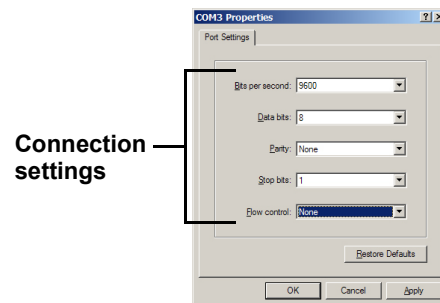 COM3 Properties
Port Settings
Bits per second: 9600
Data bits: 8
Parity: None
Stop bits: 1
Flow control: None
Restore Defaults
OK Cancel Apply
Connection
settings